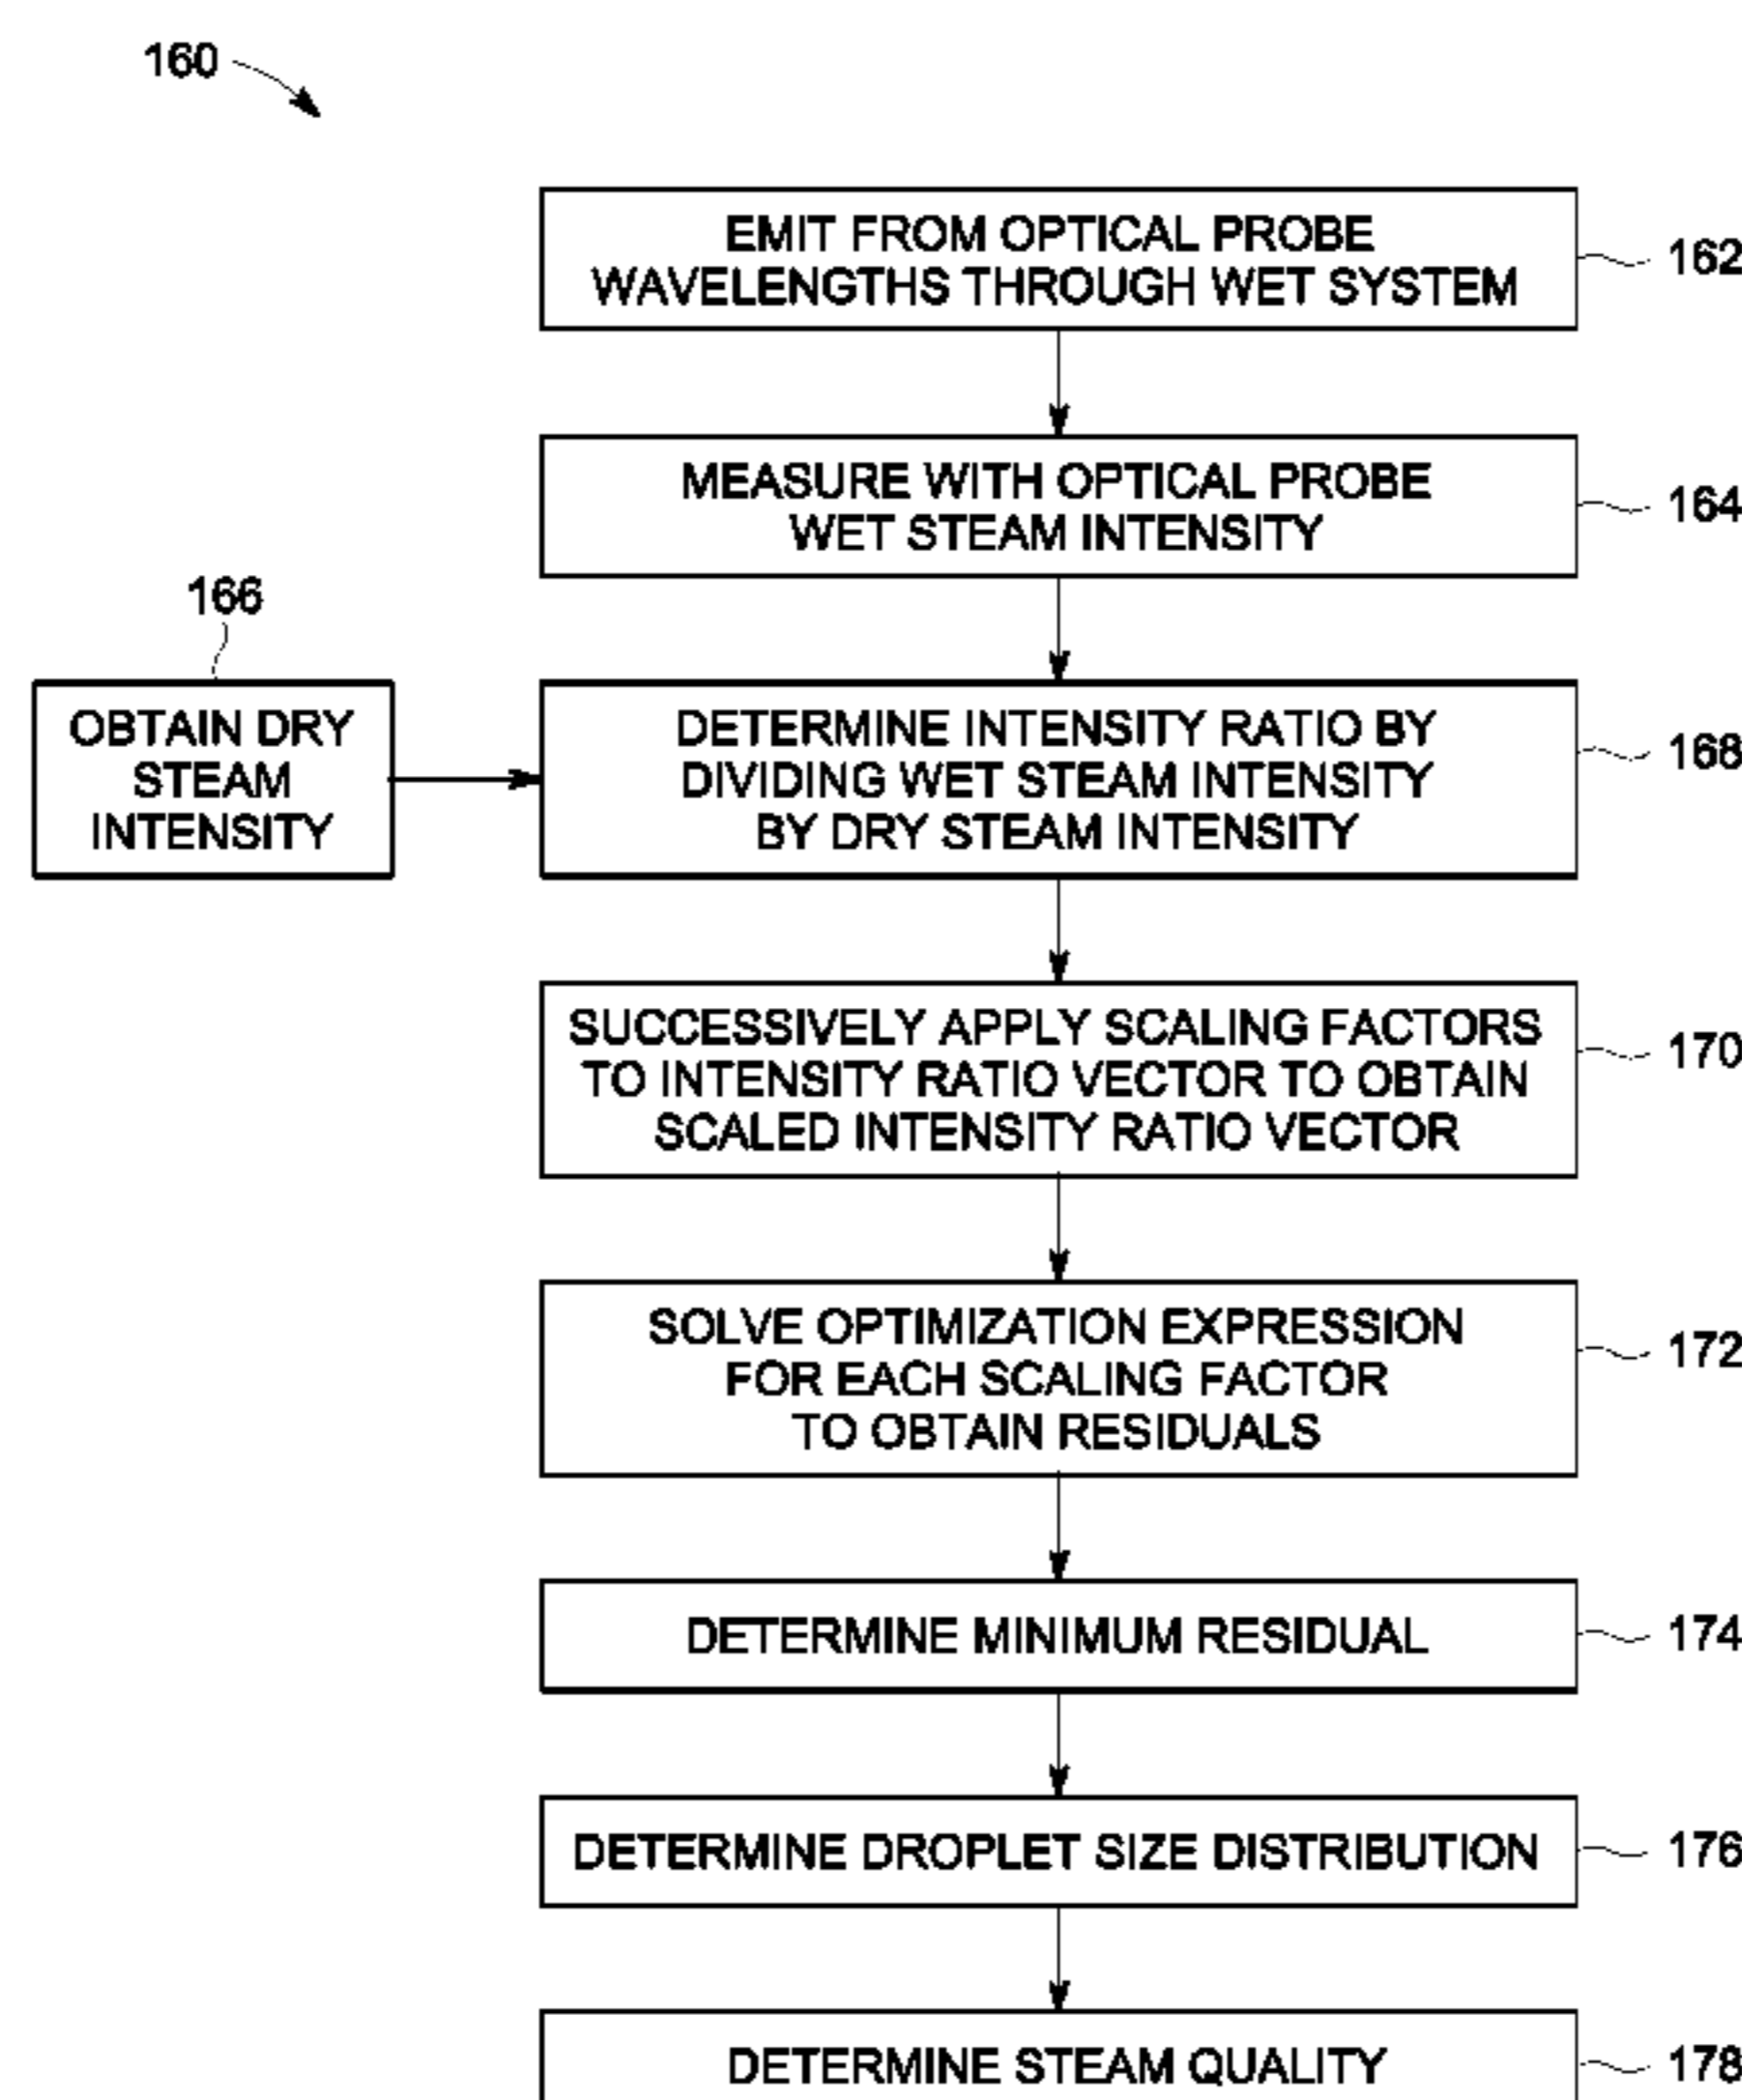 160
EMIT FROM OPTICAL PROBE
WAVELENGTHS THROUGH WET SYSTEM
162
MEASURE WITH OPTICAL PROBE
WET STEAM INTENSITY
164
166
OBTAIN DRY
STEAM
INTENSITY
DETERMINE INTENSITY RATIO BY
DIVIDING WET STEAM INTENSITY
BY DRY STEAM INTENSITY
168
SUCCESSIVELY APPLY SCALING FACTORS
TO INTENSITY RATIO VECTOR TO OBTAIN
SCALED INTENSITY RATIO VECTOR
170
SOLVE OPTIMIZATION EXPRESSION
FOR EACH SCALING FACTOR
TO OBTAIN RESIDUALS
172
DETERMINE MINIMUM RESIDUAL
174
DETERMINE DROPLET SIZE DISTRIBUTION
176
DETERMINE STEAM QUALITY
178